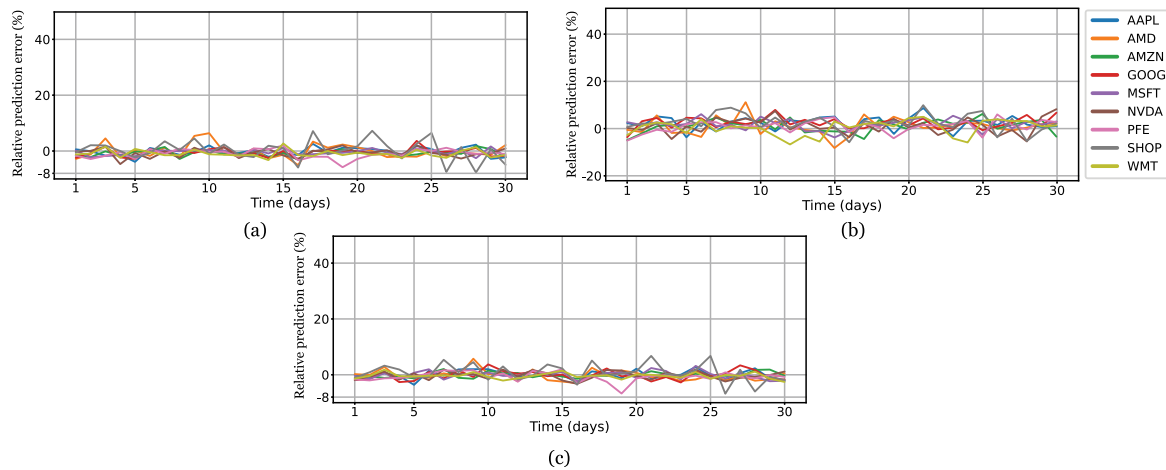 Relative prediction error (%)
40
20
0
-8
1
5
10
15
20
25
30
Time (days)
(a)
Relative prediction error (%)
40
20
0
-20
1
5
10
15
20
25
30
Time (days)
(b)
AAPL
AMD
AMZN
GOOG
MSFT
NVDA
PFE
SHOP
WMT
Relative prediction error (%)
40
20
0
-8
1
5
10
15
20
25
30
Time (days)
(c)